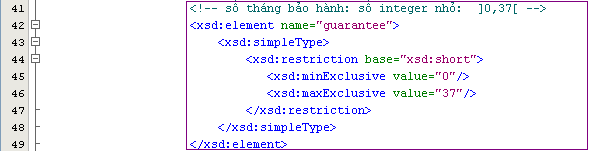 41 <!-- số tháng bảo hành: số integer nhỏ:  ]0,37[ -->
42 <xsd:element name="guarantee">
43 <xsd:simpleType>
44 <xsd:restriction base="xsd:short">
45 <xsd:minExclusive value="0"/>
46 <xsd:maxExclusive value="37"/>
47 </xsd:restriction>
48 </xsd:simpleType>
49 </xsd:element>